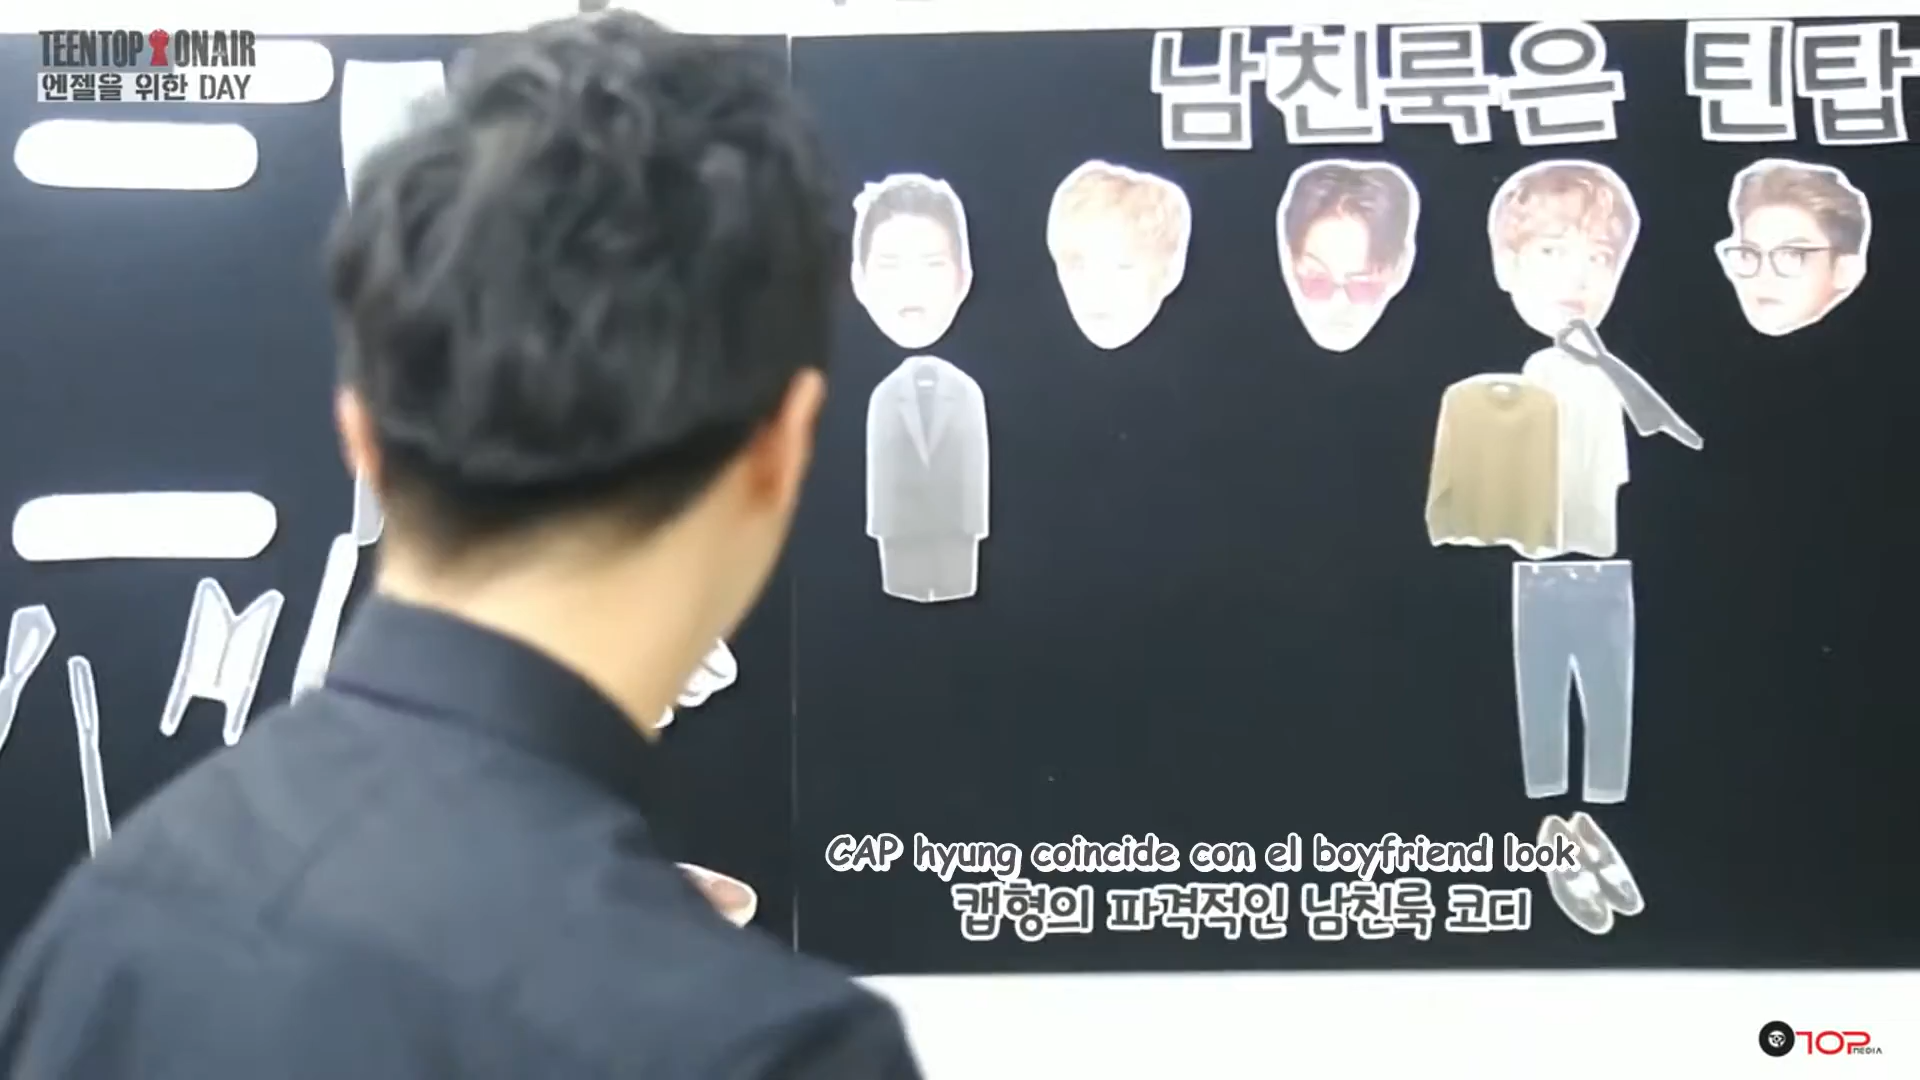 TEENTOP ONAIR
엔젤을 위한 DAY
남친룩은 틴탑
CAP hyung coincide con el boyfriend look
캡형의 파격적인 남친룩 코디
TOP MEDIA